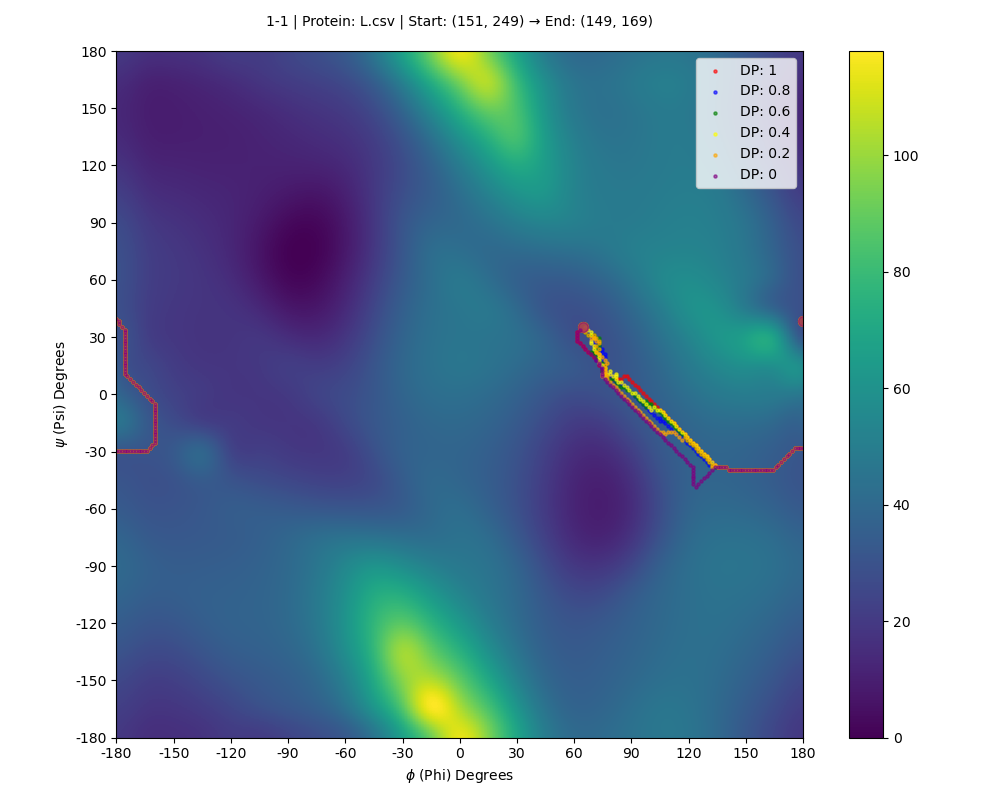 1-1 | Protein: L.csv | Start: (151, 249) → End: (149, 169)
DP: 1
DP: 0.8
DP: 0.6
DP: 0.4
DP: 0.2
DP: 0
180
150
120
90
60
30
0
-30
-60
-90
-120
-150
-180
ψ (Psi) Degrees
-180 -150 -120 -90 -60 -30 0 30 60 90 120 150 180
ϕ (Phi) Degrees
100
80
60
40
20
0